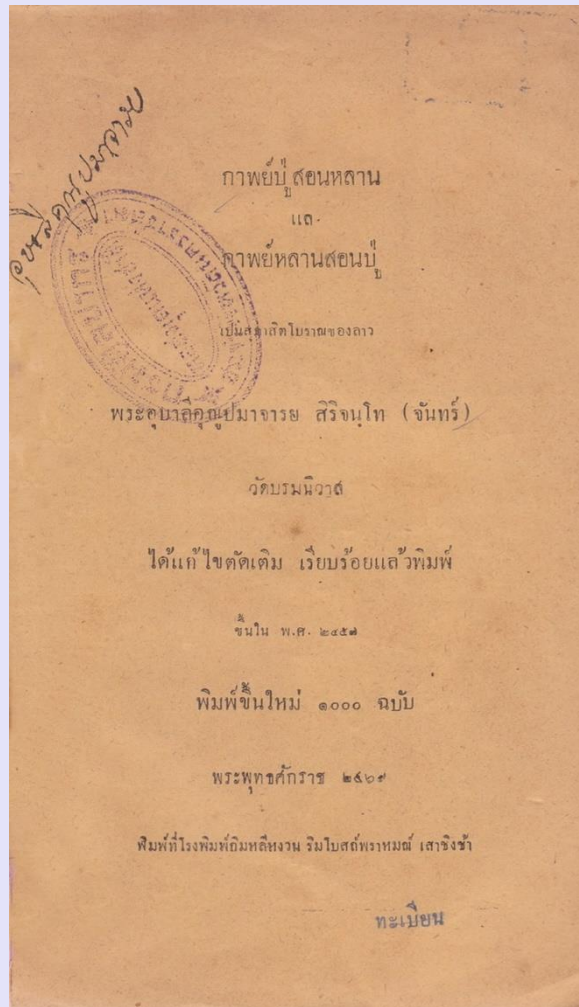 กาพย์ปู่สอนหลาน
แล
กาพย์หลานสอนปู่
เปนสุภาสิตโบราณของลาว
พระอุบาลีคุณูปมาจารย สิริจนฺโท (จันทร์)
วัดบรมนิวาส
ได้แก้ไขตัดเติม เรียบร้อยแล้วพิมพ์
ขึ้นใน พ.ศ. ๒๔๕๗
พิมพ์ขึ้นใหม่ ๑๐๐๐ ฉบับ
พระพุทธศักราช ๒๔๖๙
พิมพ์ที่โรงพิมพ์ลิมหลีหงวน ริมโบสถ์พราหมณ์ เสาชิงช้า
ทะเบียน